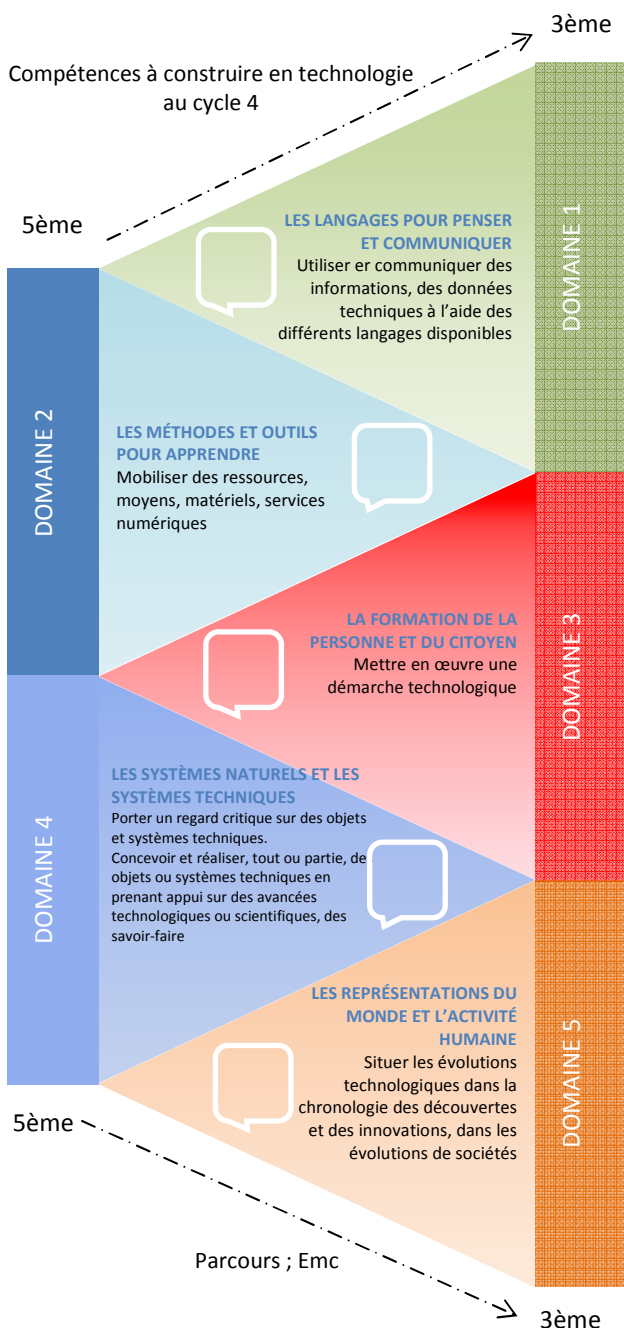 3ème
Compétences à construire en technologie
au cycle 4
5ème
LES LANGAGES POUR PENSER
ET COMMUNIQUER
Utiliser er communiquer des
informations, des données
techniques à l’aide des
différents langages disponibles
DOMAINE 1
DOMAINE 2
LES MÉTHODES ET OUTILS
POUR APPRENDRE
Mobiliser des ressources,
moyens, matériels, services
numériques
LA FORMATION DE LA
PERSONNE ET DU CITOYEN
Mettre en œuvre une
démarche technologique
DOMAINE 3
DOMAINE 4
LES SYSTÈMES NATURELS ET LES
SYSTÈMES TECHNIQUES
Porter un regard critique sur des objets
et systèmes techniques.
Concevoir et réaliser, tout ou partie, de
objets ou systèmes techniques en
prenant appui sur des avancées
technologiques ou scientifiques, des
savoir-faire
LES REPRÉSENTATIONS DU
MONDE ET L’ACTIVITÉ
HUMAINE
Situer les évolutions
technologiques dans la
chronologie des découvertes
et des innovations, dans les
évolutions de sociétés
DOMAINE 5
5ème
Parcours ; Emc
3ème